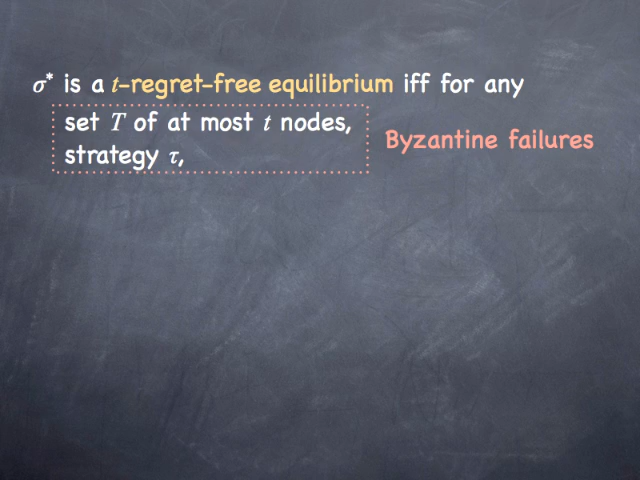 σ* is a t-regret-free equilibrium iff for any
set T of at most t nodes,
strategy τ,
Byzantine failures